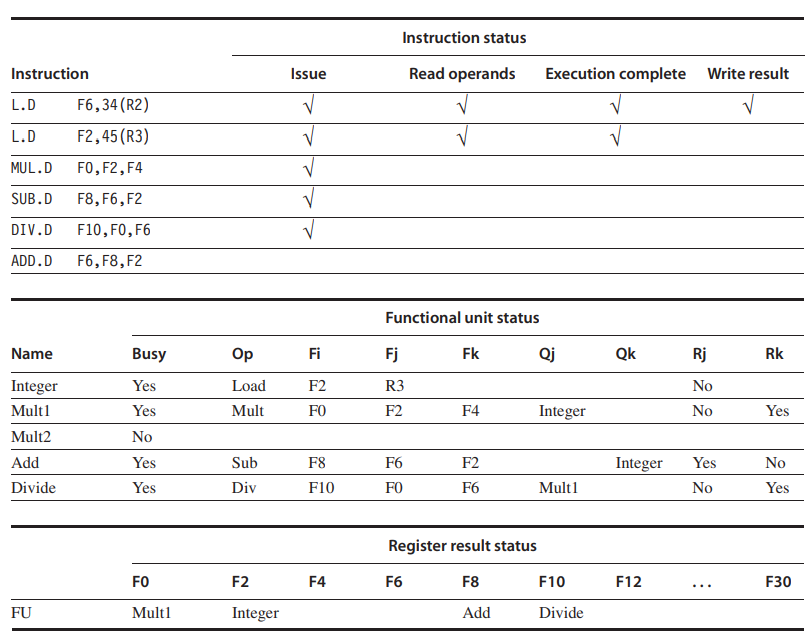 Instruction status
Instruction Issue Read operands Execution complete Write result
L.D F6,34(R2) √ √ √ √
L.D F2,45(R3) √ √ √
MUL.D F0,F2,F4 √
SUB.D F8,F6,F2 √
DIV.D F10,F0,F6 √
ADD.D F6,F8,F2
Functional unit status
Name Busy Op Fi Fj Fk Qj Qk Rj Rk
Integer Yes Load F2 R3 No
Mult1 Yes Mult F0 F2 F4 Integer No Yes
Mult2 No
Add Yes Sub F8 F6 F2 Integer Yes No
Divide Yes Div F10 F0 F6 Mult1 No Yes
Register result status
F0 F2 F4 F6 F8 F10 F12 ... F30
FU Mult1 Integer Add Divide